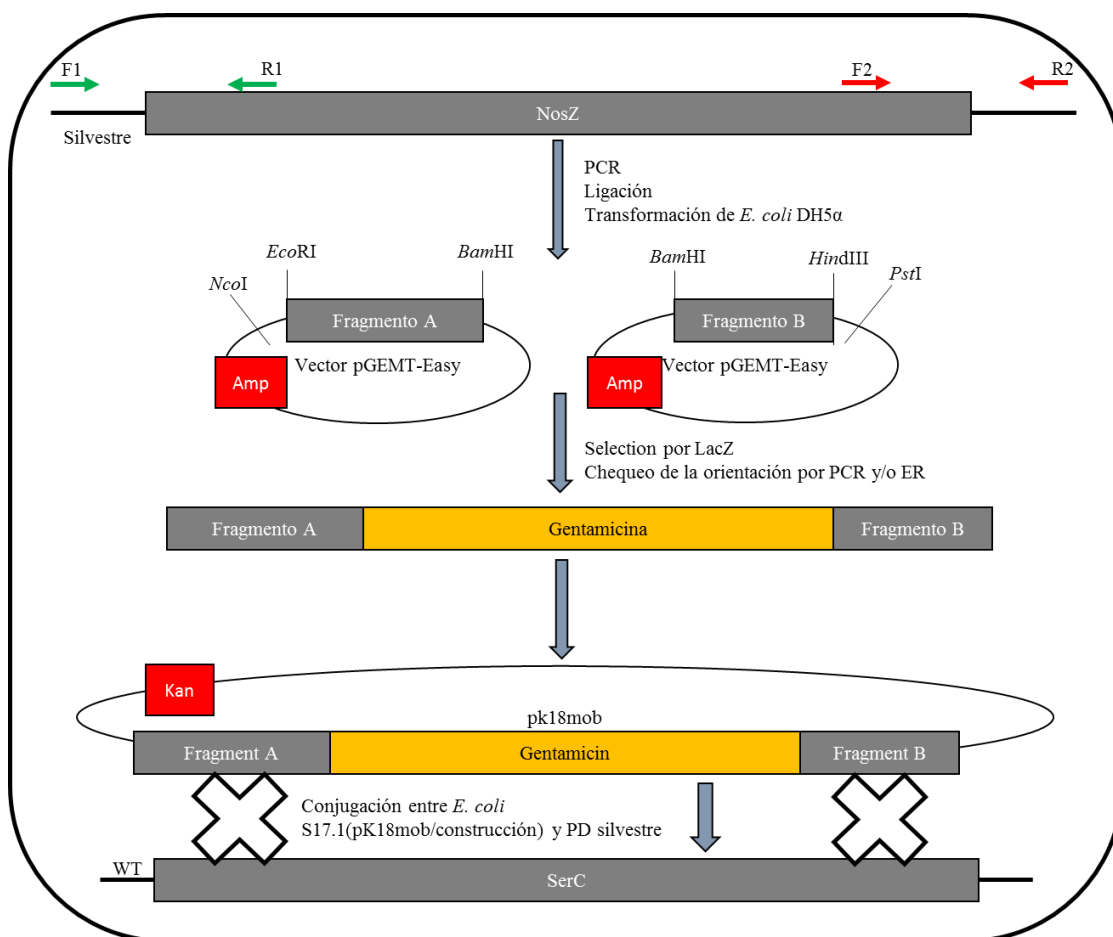 F1
R1
F2
R2
NosZ
Silvestre
PCR
Ligación
Transformación de E. coli DH5α
EcoRI
BamHI
NcoI
Fragmento A
Vector pGEMT-Easy
Amp
BamHI
HindIII
PstI
Fragmento B
Vector pGEMT-Easy
Amp
Selection por LacZ
Chequeo de la orientación por PCR y/o ER
Fragmento A
Gentamicina
Fragmento B
Kan
pk18mob
Fragment A
Gentamicin
Fragment B
Conjugación entre E. coli
S17.1(pK18mob/construcción) y PD silvestre
WT
SerC